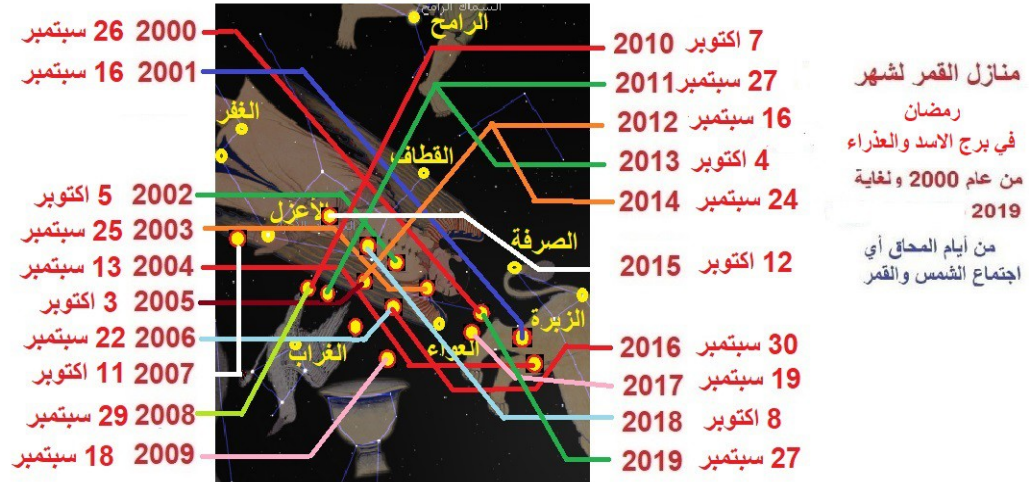 2000 26 سبتمبر
2001 16 سبتمبر
2002 5 اكتوبر
2003 25 سبتمبر
2004 13 سبتمبر
2005 3 اكتوبر
2006 22 سبتمبر
2007 11 اكتوبر
2008 29 سبتمبر
2009 18 سبتمبر
السماك الرامح
الرامح
الغفر
القطاف
الأعزل
الصرفة
الزبرة
العواء
الغراب
7 اكتوبر 2010
27 سبتمبر 2011
16 سبتمبر 2012
4 اكتوبر 2013
24 سبتمبر 2014
12 اكتوبر 2015
30 سبتمبر 2016
19 سبتمبر 2017
8 اكتوبر 2018
27 سبتمبر 2019
منازل القمر لشهر
رمضان
في برج الاسد والعذراء
من عام 2000 ولغاية
2019
من أيام المحاق أي
اجتماع الشمس والقمر